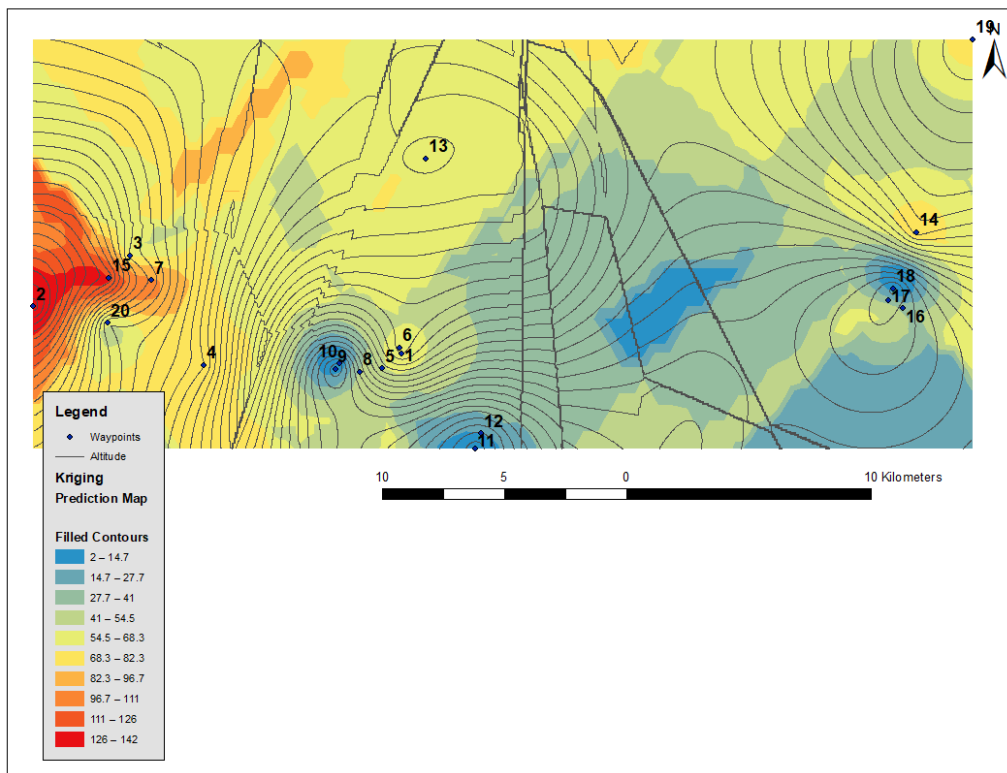 19
N
13
14
3
15
7
18
2
17
16
20
6
10
9
4
8
5
1
12
11
Legend
Waypoints
Altitude
Kriging
Prediction Map
Filled Contours
2 – 14.7
14.7 – 27.7
27.7 – 41
41 – 54.5
54.5 – 68.3
68.3 – 82.3
82.3 – 96.7
96.7 – 111
111 – 126
126 – 142
10 5 0 10 Kilometers